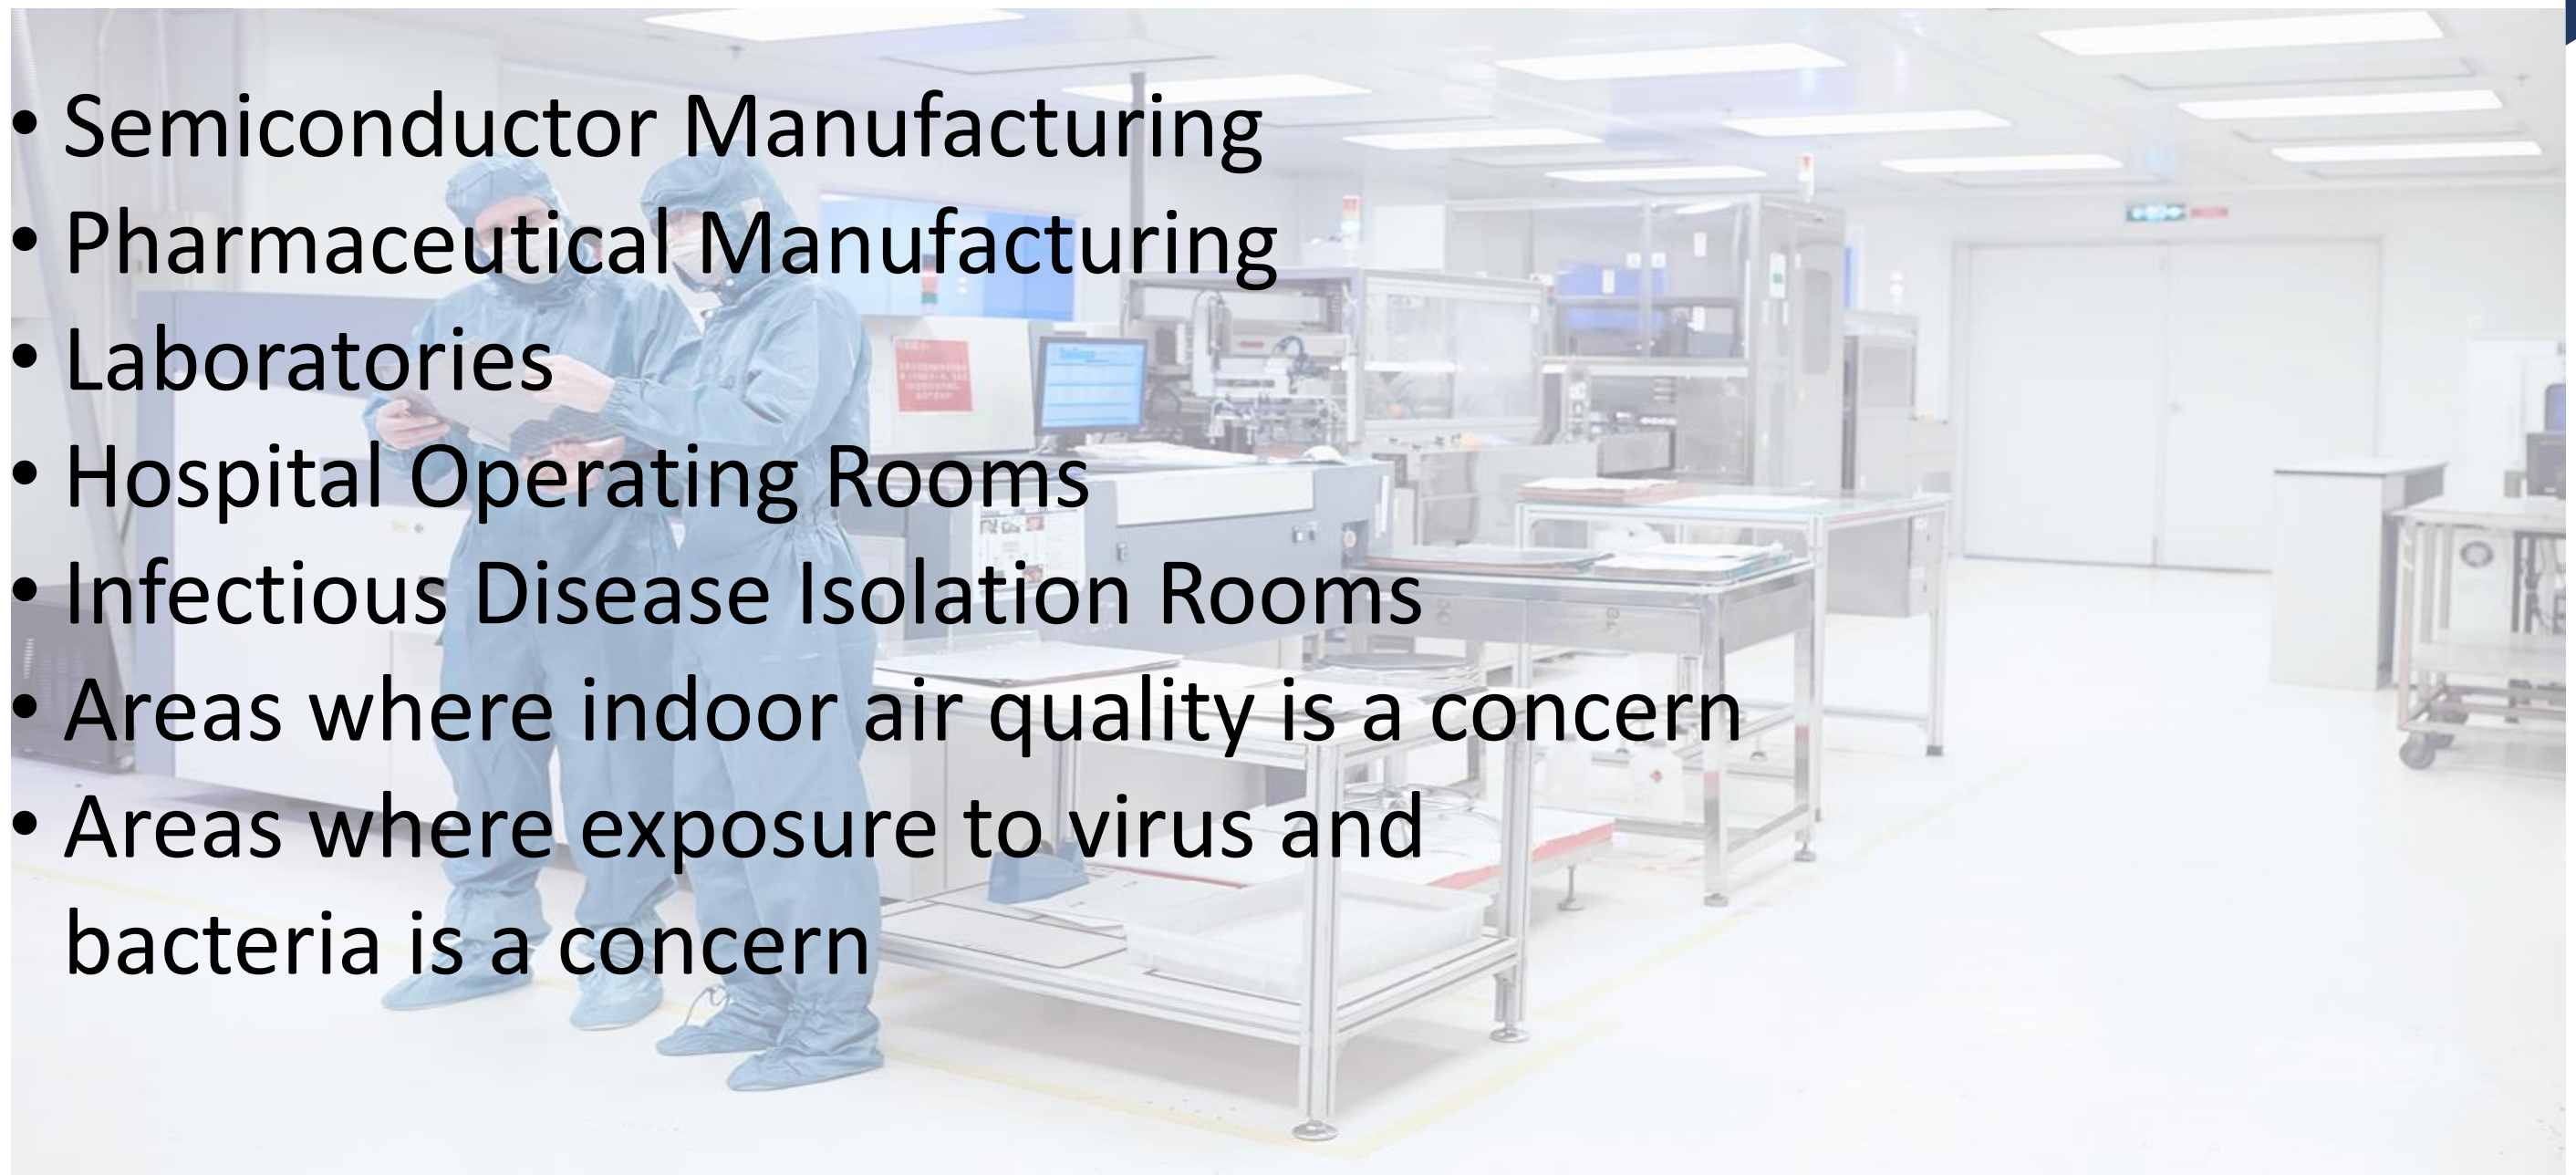 • Semiconductor Manufacturing
• Pharmaceutical Manufacturing
• Laboratories
• Hospital Operating Rooms
• Infectious Disease Isolation Rooms
• Areas where indoor air quality is a concern
• Areas where exposure to virus and
bacteria is a concern